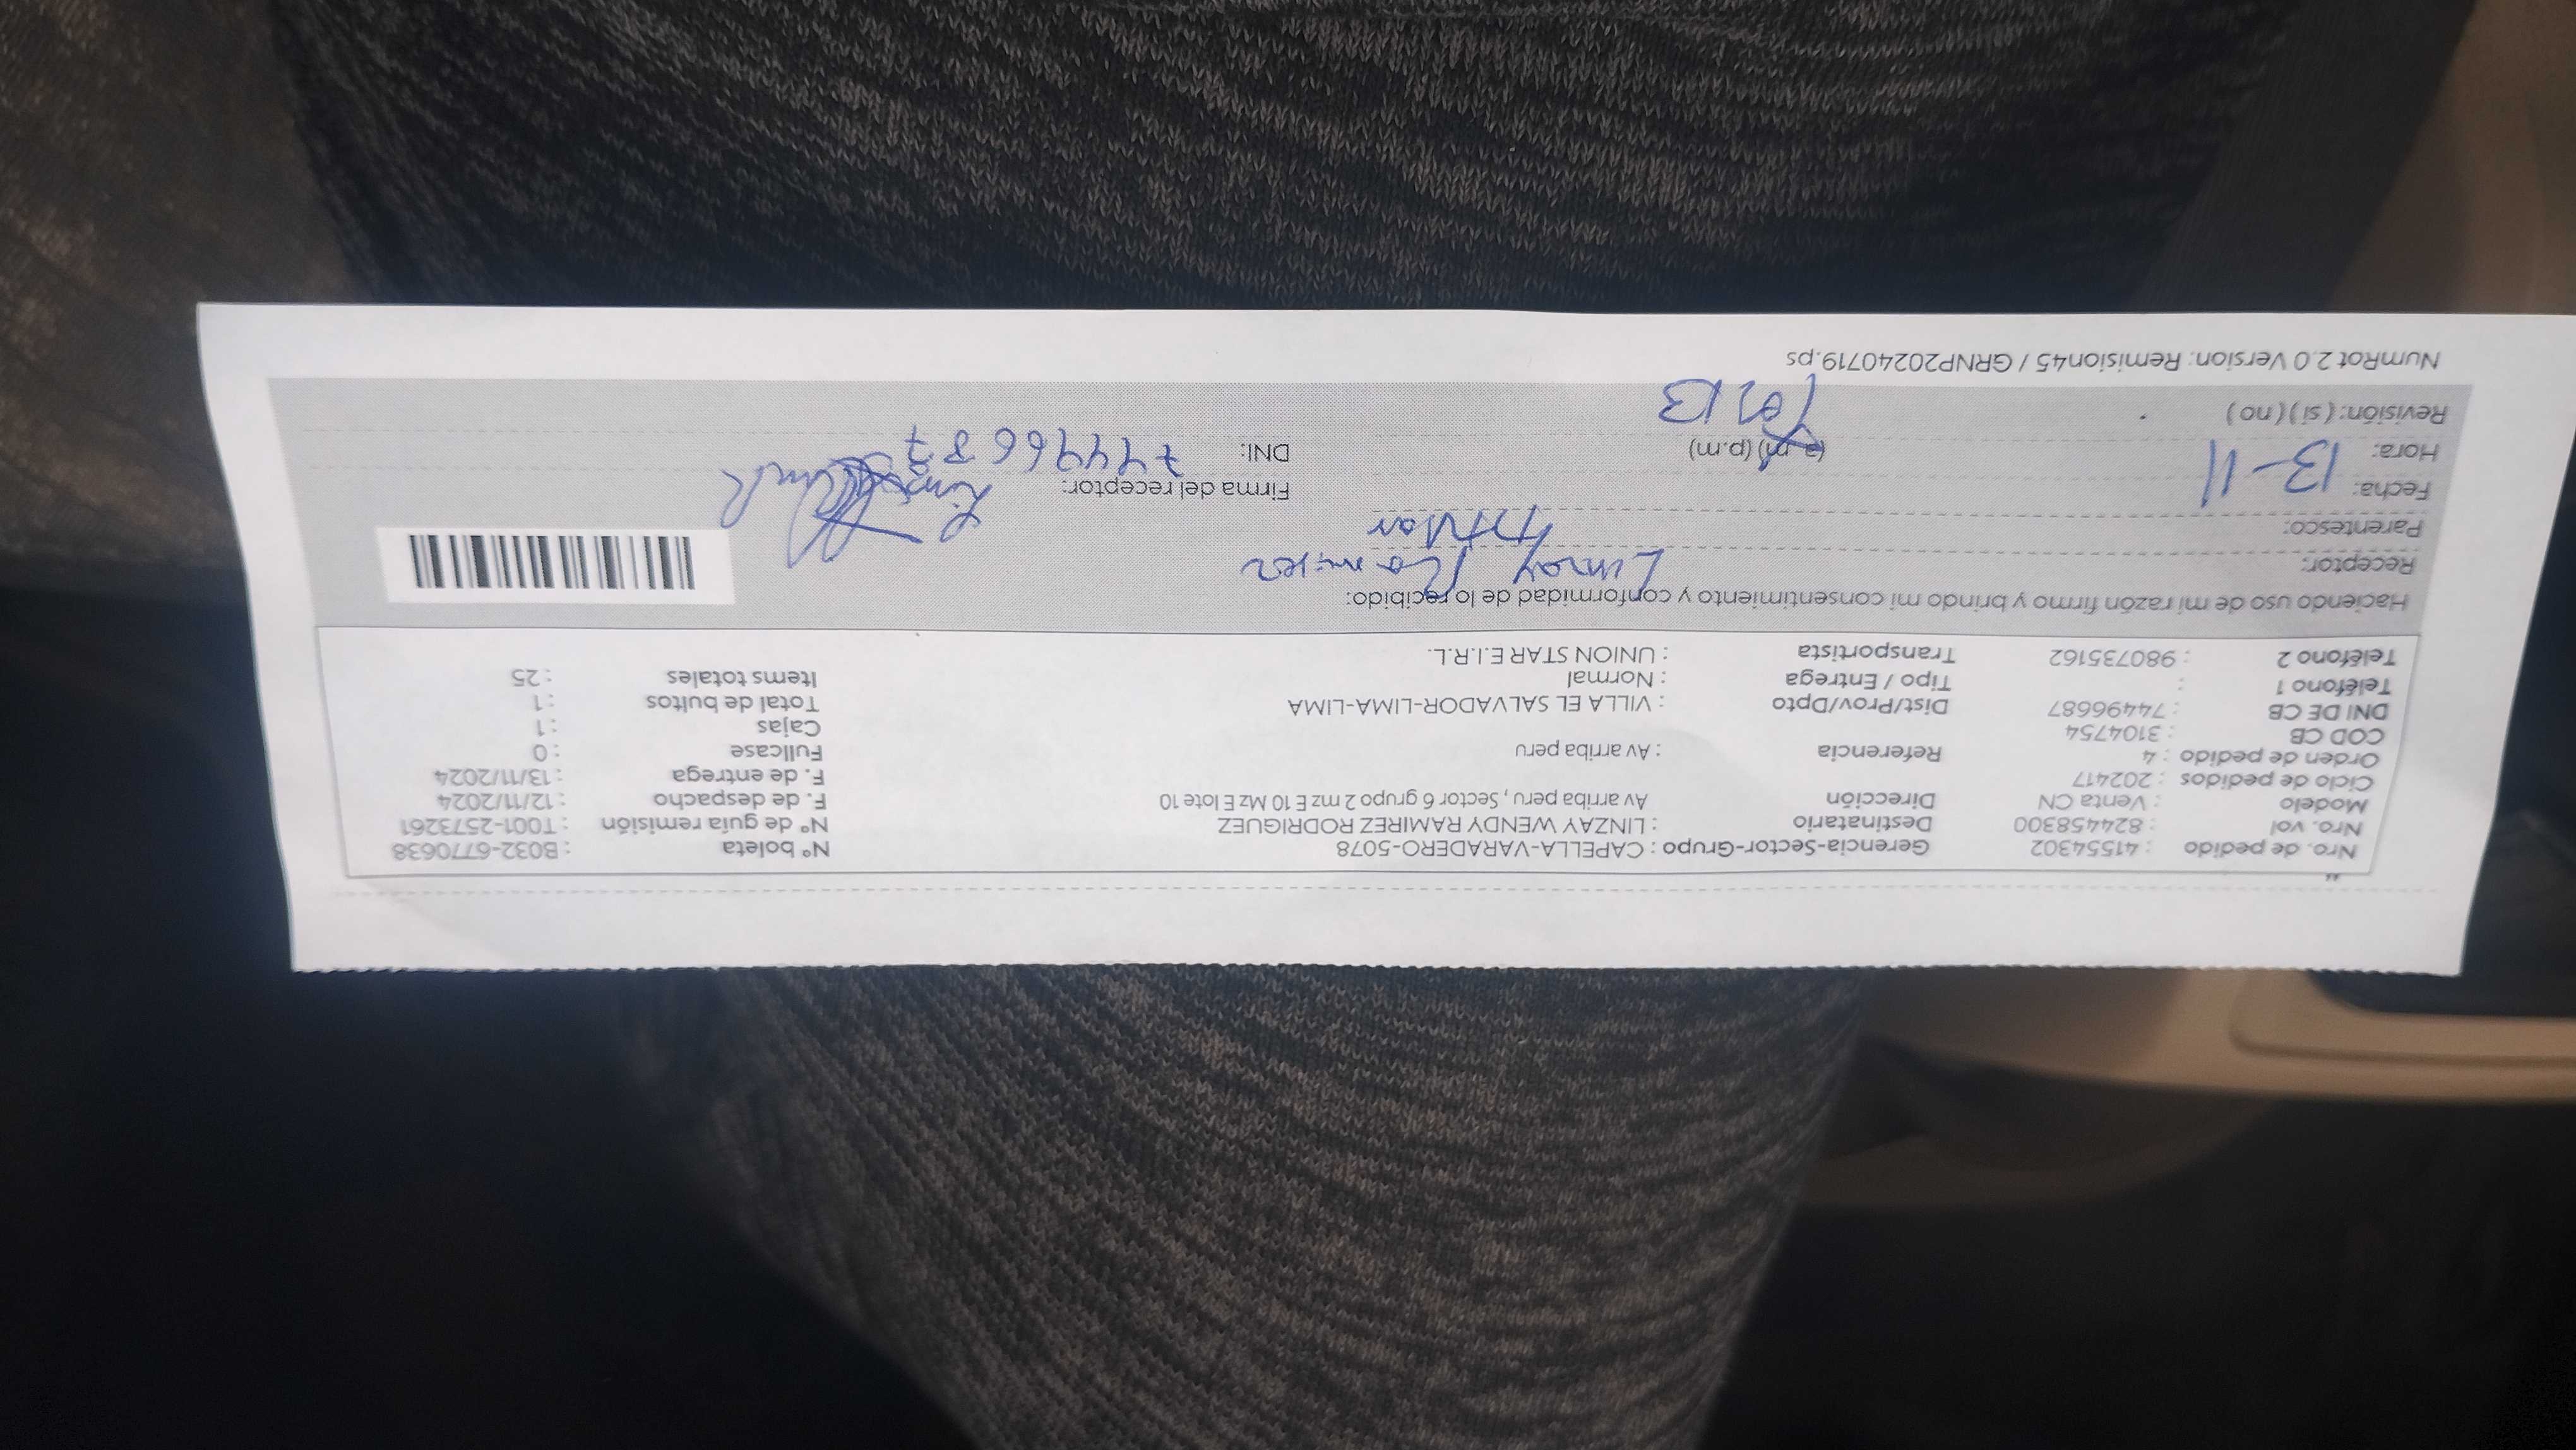 Nro. de pedido : 41554302 Gerencia-Sector-Grupo : CAPELLA-VARADERO-5078 N° boleta : B032-6770638
Nro. vol : 824458300 Destinatario : LINZAY WENDY RAMIREZ RODRIGUEZ N° de guía remisión : T001-2573261
Modelo : Venta CN Dirección Av arriba peru , Sector 6 grupo 2 mz E 10 Mz E lote 10 F. de despacho : 12/11/2024
Ciclo de pedidos : 202417 F. de entrega : 13/11/2024
Orden de pedido : 4 Referencia : Av arriba peru Fullcase : 0
COD CB : 3104754 Cajas : 1
DNI DE CB : 74496687 Dist/Prov/Dpto : VILLA EL SALVADOR-LIMA-LIMA Total de bultos : 1
Teléfono 1 : Tipo / Entrega : Normal Items totales : 25
Teléfono 2 : 980735162 Transportista : UNION STAR E.I.R.L.
Haciendo uso de mi razón firmo y brindo mi consentimiento y conformidad de lo recibido:
Receptor: Linzay Ramirez
Parentesco: titular
Fecha: 13-11 Firma del receptor:
Hora: (a.m) (p.m) DNI: 74496687
Revisión: ( si ) ( no )
NumRot 2.0 Version: Remision45 / GRNP20240719.ps